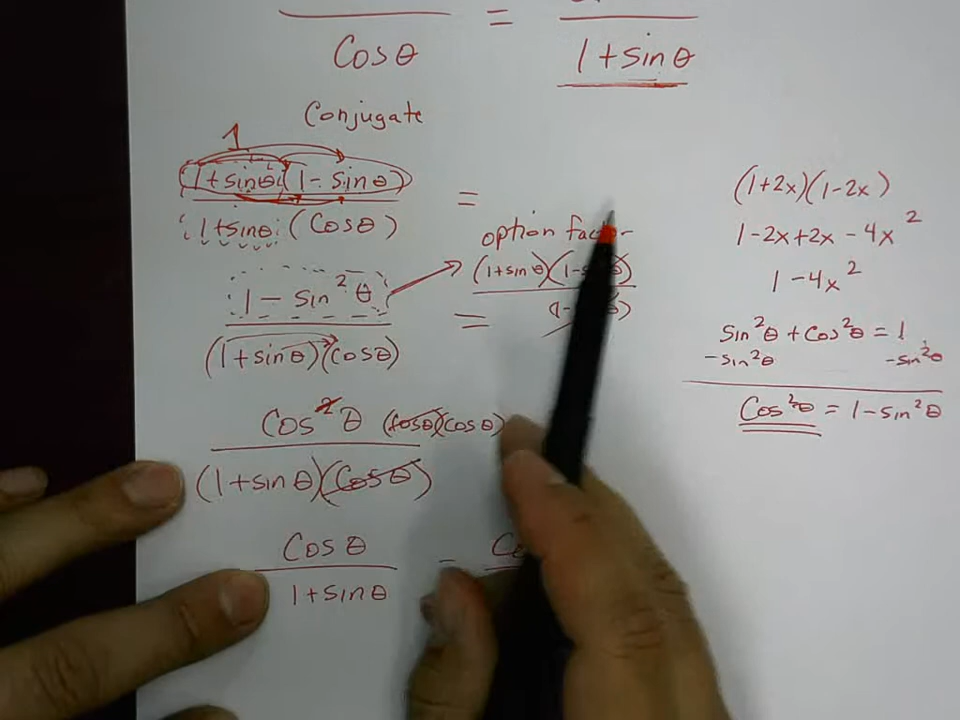 Cosθ = 1+sinθ
Conjugate
1
(1+sinθ)(1-sinθ) =
1+sinθ (Cosθ)
option
(1+sinθ)(1-
1-sin²θ =
(1+sinθ)(cosθ)
Cos²θ (cosθ)(cosθ)
(1+sinθ)(Cosθ)
Cosθ =
1+sinθ
(1+2x)(1-2x)
1-2x+2x-4x²
1-4x²
Sin²θ+Cos²θ=1
-sin²θ -sin²θ
Cos²θ = 1-sin²θ